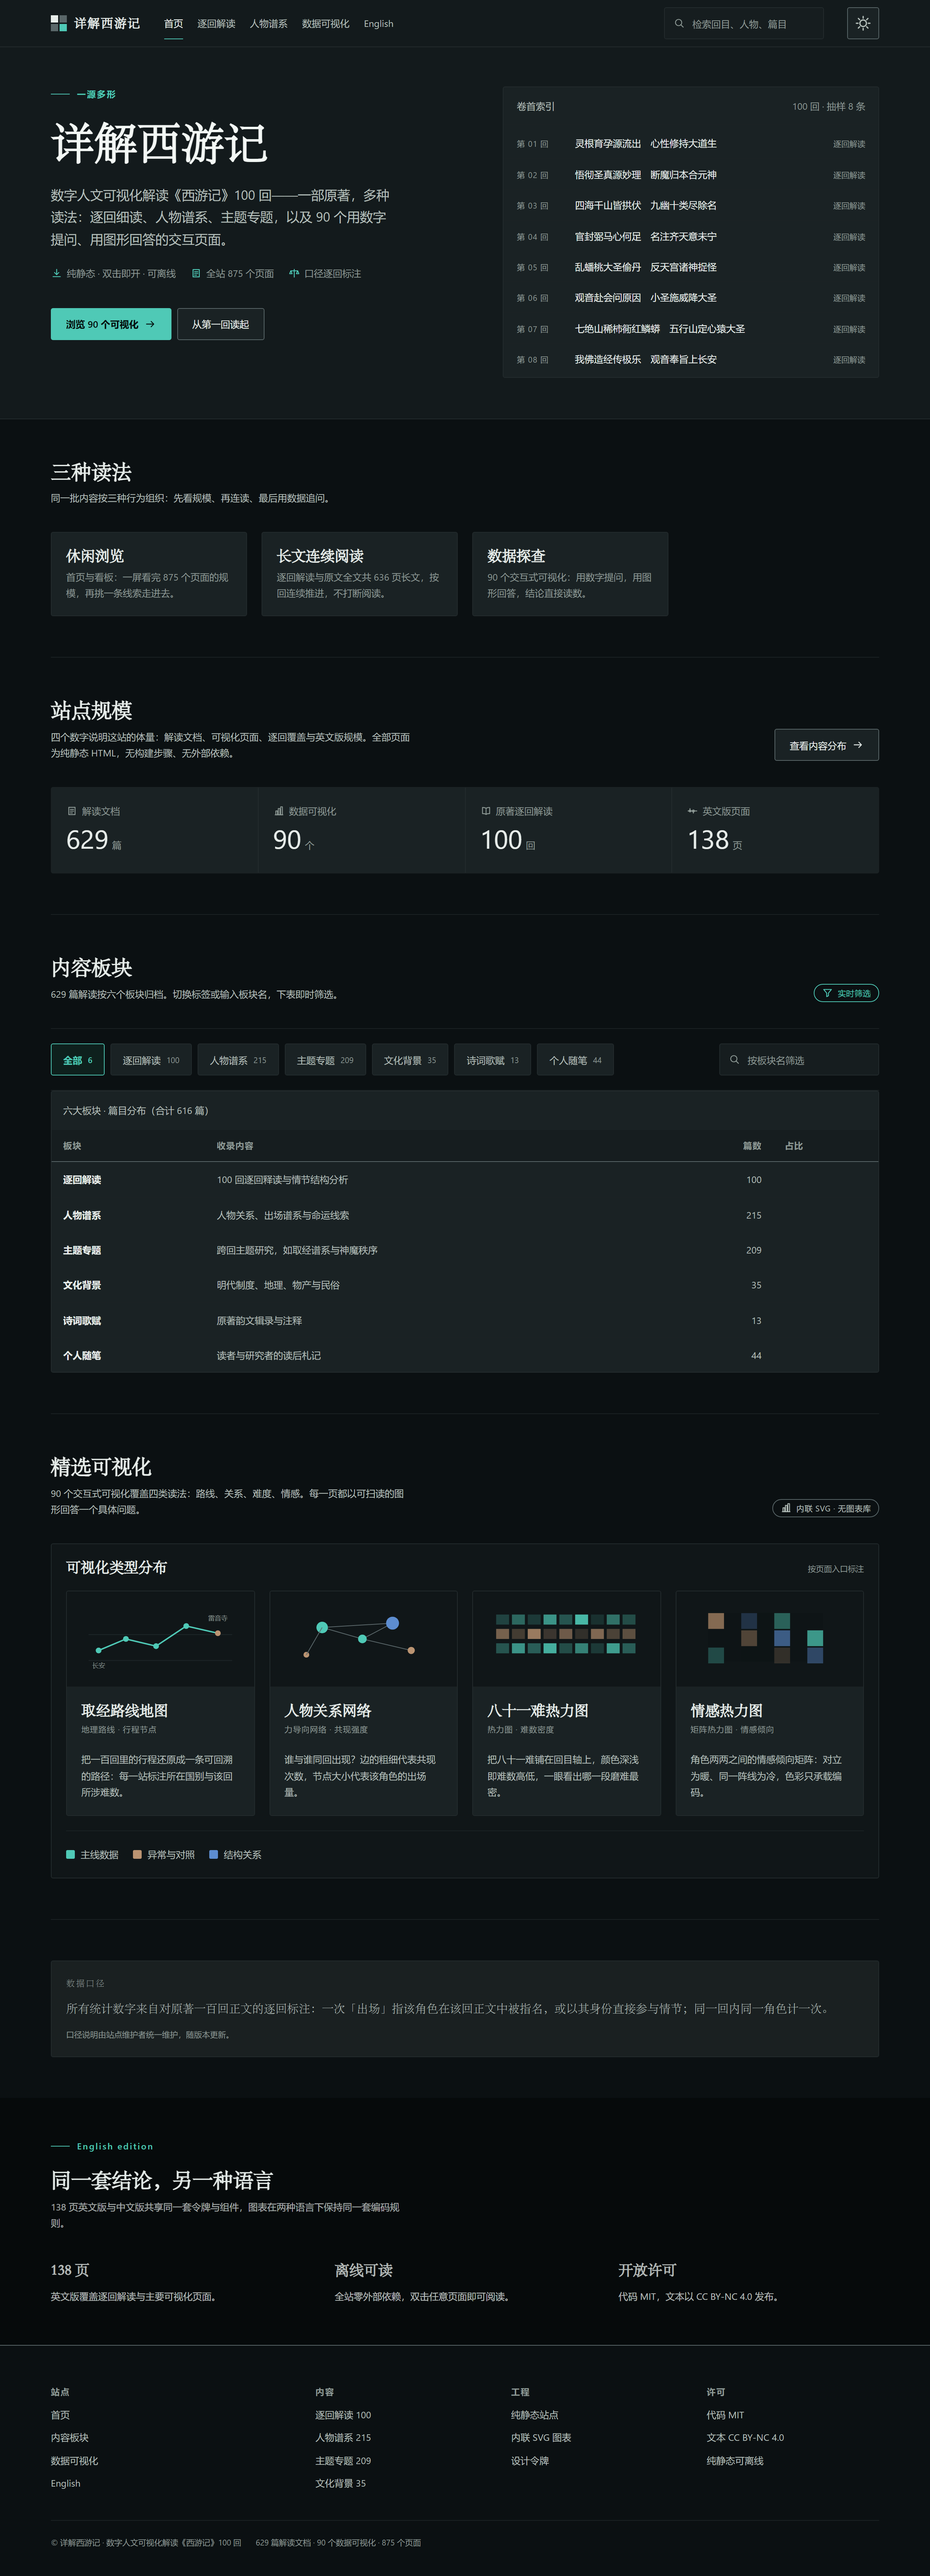 详解西游记
首页 逐回解读 人物谱系 数据可视化 English
检索回目、人物、篇目
一源多形
详解西游记
数字人文可视化解读《西游记》100 回——一部原著，多种
读法：逐回细读、人物谱系、主题专题，以及 90 个用数字
提问、用图形回答的交互页面。
纯静态 · 双击即开 · 可离线 全站 875 个页面 口径逐回标注
浏览 90 个可视化 从第一回读起
卷首索引 100 回 · 抽样 8 条
第 01 回 灵根育孕源流出 心性修持大道生 逐回解读
第 02 回 悟彻圣真源妙理 断魔归本合元神 逐回解读
第 03 回 四海千山皆拱伏 九幽十类尽除名 逐回解读
第 04 回 官封弼马心何足 名注齐天意未宁 逐回解读
第 05 回 乱蟠桃大圣偷丹 反天宫诸神捉怪 逐回解读
第 06 回 观音赴会问原因 小圣施威降大圣 逐回解读
第 07 回 七绝山稀柿衕红鳞蟒 五行山定心猿大圣 逐回解读
第 08 回 我佛造经传极乐 观音奉旨上长安 逐回解读
三种读法
同一批内容按三种行为组织：先看规模、再连读、最后用数据追问。
休闲浏览
首页与看板：一屏看完 875 个页面的规
模，再挑一条线索走进去。
长文连续阅读
逐回解读与原文全文共 636 页长文，按
回连续推进，不打断阅读。
数据探查
90 个交互式可视化：用数字提问，用图
形回答，结论直接读数。
站点规模
四个数字说明这站的体量：解读文档、可视化页面、逐回覆盖与英文版规模。全部页面
为纯静态 HTML，无构建步骤、无外部依赖。
查看内容分布
解读文档
629 篇
数据可视化
90 个
原著逐回解读
100 回
英文版页面
138 页
内容板块
629 篇解读按六个板块归档。切换标签或输入板块名，下表即时筛选。
实时筛选
全部 6 逐回解读 100 人物谱系 215 主题专题 209 文化背景 35 诗词歌赋 13 个人随笔 44
按板块名筛选
六大板块 · 篇目分布（合计 616 篇）
板块 收录内容 篇数 占比
逐回解读 100 回逐回释读与情节结构分析 100
人物谱系 人物关系、出场谱系与命运线索 215
主题专题 跨回主题研究，如取经谱系与神魔秩序 209
文化背景 明代制度、地理、物产与民俗 35
诗词歌赋 原著韵文辑录与注释 13
个人随笔 读者与研究者的读后札记 44
精选可视化
90 个交互式可视化覆盖四类读法：路线、关系、难度、情感。每一页都以可扫读的图
形回答一个具体问题。
内联 SVG · 无图表库
可视化类型分布
按页面入口标注
雷音寺
长安
取经路线地图
地理路线 · 行程节点
把一百回里的行程还原成一条可回溯
的路径：每一站标注所在国别与该回
所涉难数。
人物关系网络
力导向网络 · 共现强度
谁与谁同回出现？边的粗细代表共现
次数，节点大小代表该角色的出场
量。
八十一难热力图
热力图 · 难数密度
把八十一难铺在回目轴上，颜色深浅
即难数高低，一眼看出哪一段磨难最
密。
情感热力图
矩阵热力图 · 情感倾向
角色两两之间的情感倾向矩阵：对立
为暖、同一阵线为冷，色彩只承载编
码。
主线数据 异常与对照 结构关系
数据口径
所有统计数字来自对原著一百回正文的逐回标注：一次「出场」指该角色在该回正文中被指名，或以其身份直接参与情节；同一回内同一角色计一次。
口径说明由站点维护者统一维护，随版本更新。
English edition
同一套结论，另一种语言
138 页英文版与中文版共享同一套令牌与组件，图表在两种语言下保持同一套编码规
则。
138 页
英文版覆盖逐回解读与主要可视化页面。
离线可读
全站零外部依赖，双击任意页面即可阅读。
开放许可
代码 MIT，文本以 CC BY-NC 4.0 发布。
站点
首页
内容板块
数据可视化
English
内容
逐回解读 100
人物谱系 215
主题专题 209
文化背景 35
工程
纯静态站点
内联 SVG 图表
设计令牌
许可
代码 MIT
文本 CC BY-NC 4.0
纯静态可离线
© 详解西游记 · 数字人文可视化解读《西游记》100 回 629 篇解读文档 · 90 个数据可视化 · 875 个页面